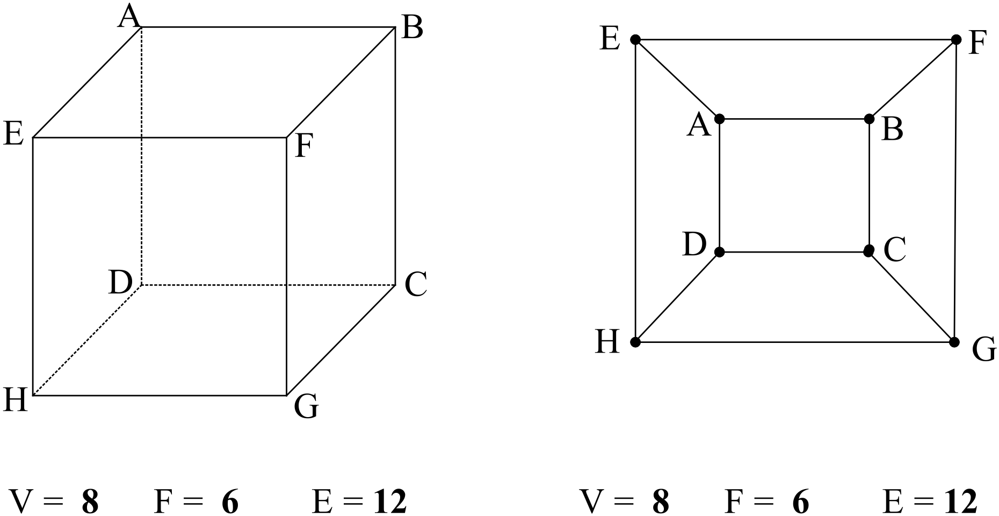 A
B
E
F
D
C
H
G
V = 8 F = 6 E = 12
E
F
A
B
D
C
H
G
V = 8 F = 6 E = 12